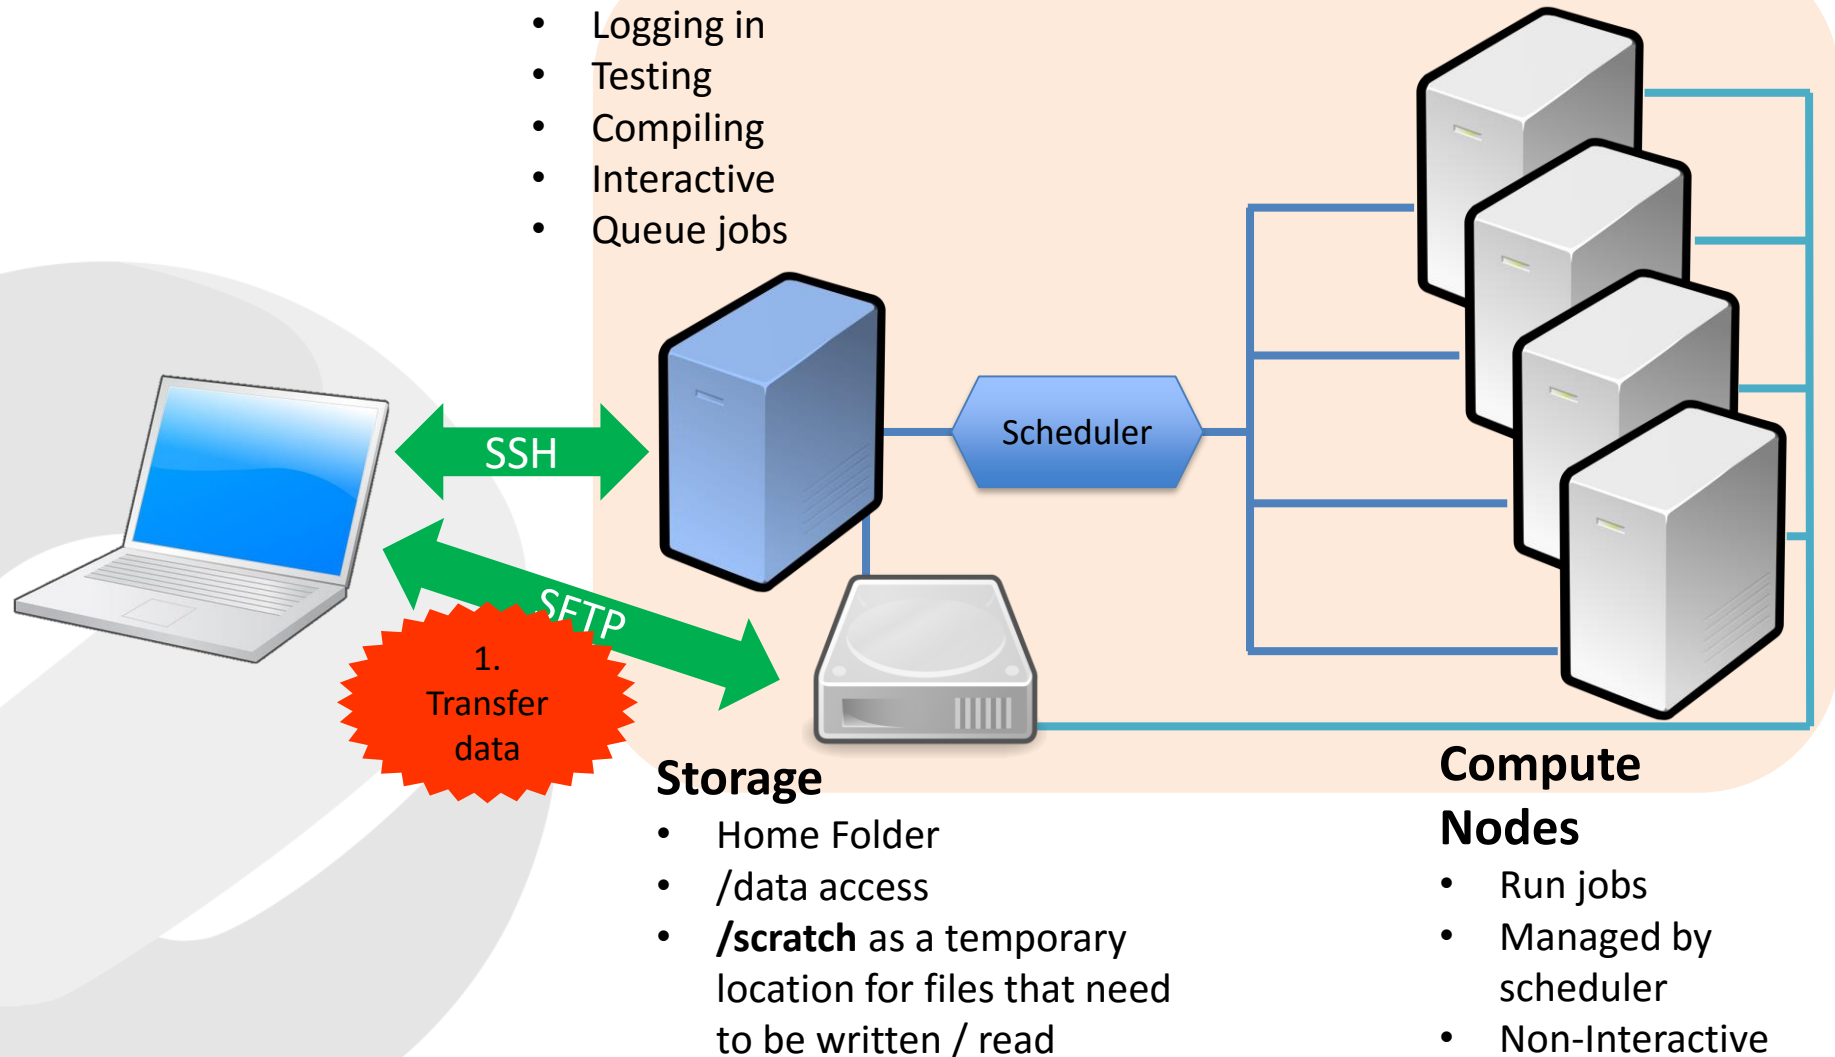 • Logging in
• Testing
• Compiling
• Interactive
• Queue jobs
SSH
Scheduler
SFTP
1.
Transfer
data
Storage
• Home Folder
• /data access
• /scratch as a temporary
location for files that need
to be written / read
Compute
Nodes
• Run jobs
• Managed by
scheduler
• Non-Interactive